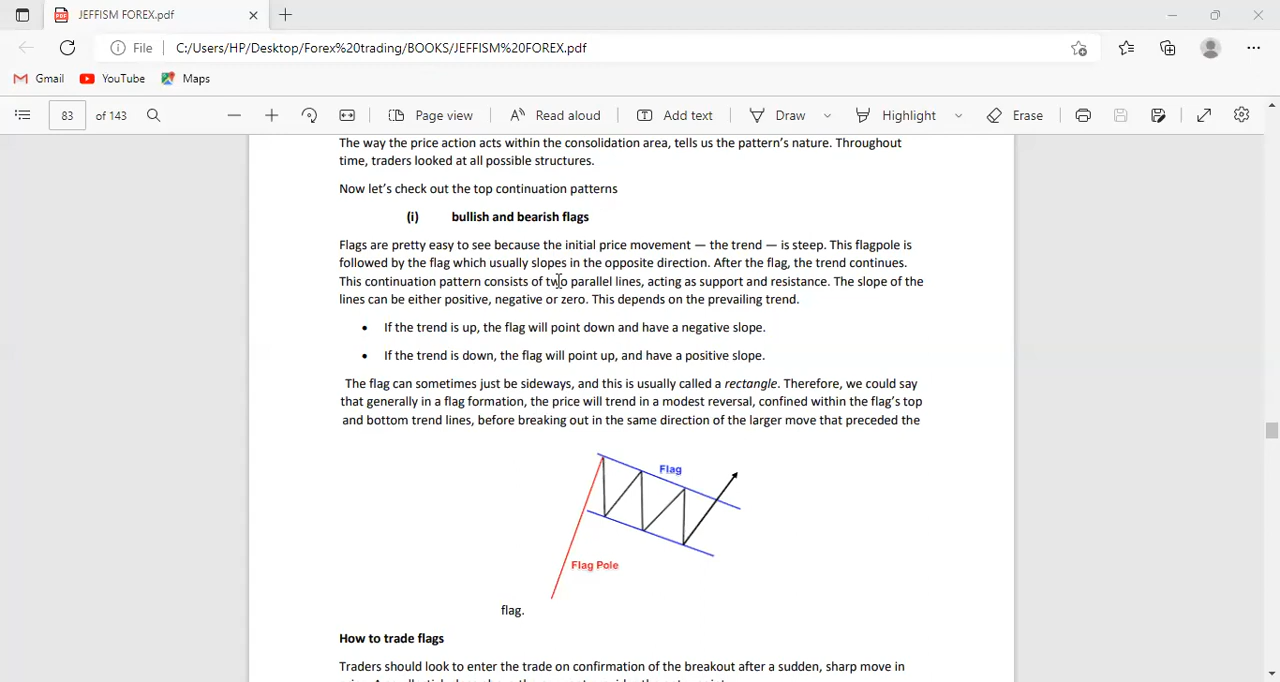 JEFFISM FOREX.pdf
File C:/Users/HP/Desktop/Forex%20trading/BOOKS/JEFFISM%20FOREX.pdf
Gmail YouTube Maps
83 of 143 Page view Read aloud Add text Draw Highlight Erase
The way the price action acts within the consolidation area, tells us the pattern's nature. Throughout
time, traders looked at all possible structures.
Now let's check out the top continuation patterns
(i) bullish and bearish flags
Flags are pretty easy to see because the initial price movement — the trend — is steep. This flagpole is
followed by the flag which usually slopes in the opposite direction. After the flag, the trend continues.
This continuation pattern consists of two parallel lines, acting as support and resistance. The slope of the
lines can be either positive, negative or zero. This depends on the prevailing trend.
• If the trend is up, the flag will point down and have a negative slope.
• If the trend is down, the flag will point up, and have a positive slope.
The flag can sometimes just be sideways, and this is usually called a rectangle. Therefore, we could say
that generally in a flag formation, the price will trend in a modest reversal, confined within the flag's top
and bottom trend lines, before breaking out in the same direction of the larger move that preceded the
Flag
Flag Pole
flag.
How to trade flags
Traders should look to enter the trade on confirmation of the breakout after a sudden, sharp move in